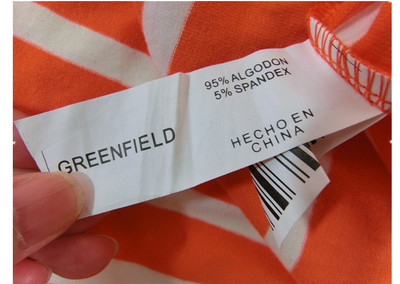 95% ALGODON
5% SPANDEX
GREENFIELD
HECHO EN
CHINA